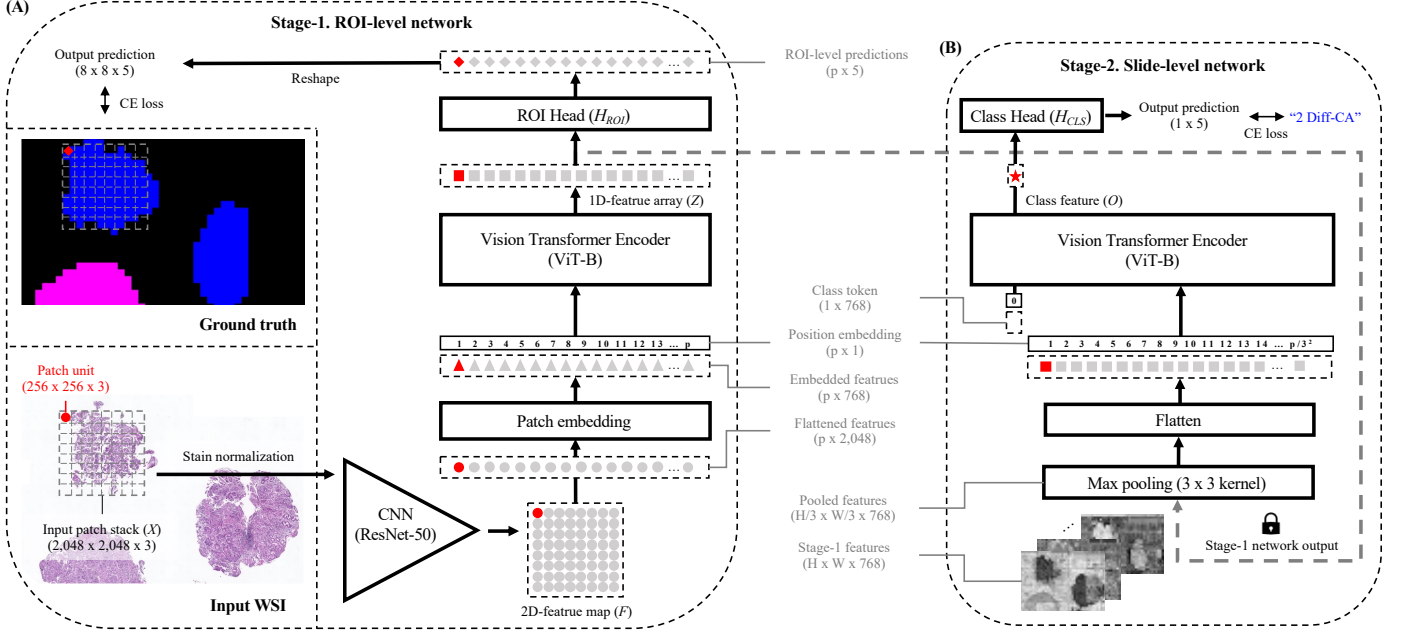 (A)
Stage-1. ROI-level network
Output prediction
(8 x 8 x 5)
Reshape
CE loss
...
ROI Head (H_ROI)
...
1D-featrue array (Z)
Vision Transformer Encoder
(ViT-B)
Ground truth
1 2 3 4 5 6 7 8 9 10 11 12 13 ... p
...
Patch embedding
...
Patch unit
(256 x 256 x 3)
Stain normalization
Input patch stack (X)
(2,048 x 2,048 x 3)
Input WSI
CNN
(ResNet-50)
2D-featrue map (F)
ROI-level predictions
(p x 5)
Class token
(1 x 768)
Position embedding
(p x 1)
Embedded featrues
(p x 768)
Flattened featrues
(p x 2,048)
Pooled features
(H/3 x W/3 x 768)
Stage-1 features
(H x W x 768)
(B)
Stage-2. Slide-level network
Class Head (H_CLS)
Output prediction
(1 x 5)
CE loss
“2 Diff-CA”
Class feature (O)
Vision Transformer Encoder
(ViT-B)
0
1 2 3 4 5 6 7 8 9 10 11 12 13 14 ... p/3²
...
Flatten
Max pooling (3 x 3 kernel)
...
Stage-1 network output